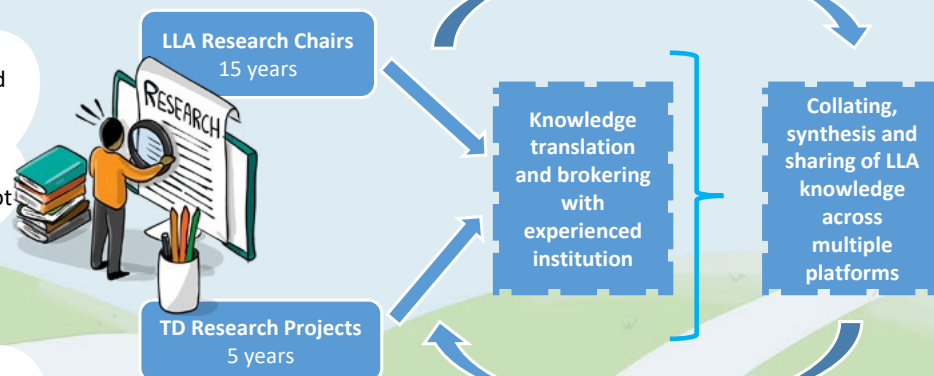 LLA Research Chairs
15 years
RESEARCH
Knowledge
translation
and brokering
with
experienced
institution
Collating,
synthesis and
sharing of LLA
knowledge
across
multiple
platforms
TD Research Projects
5 years